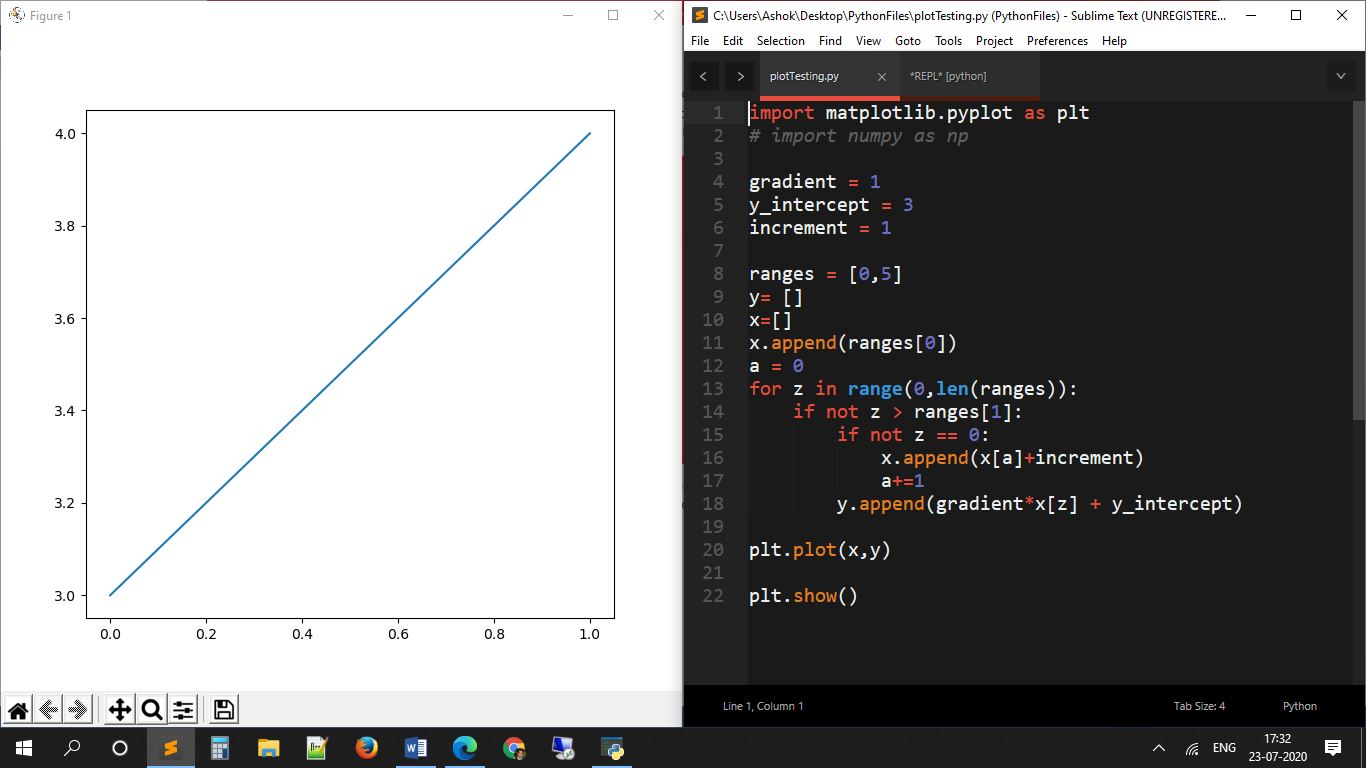 Figure 1
4.0
3.8
3.6
3.4
3.2
3.0
0.0 0.2 0.4 0.6 0.8 1.0
C:\Users\Ashok\Desktop\PythonFiles\plotTesting.py (PythonFiles) - Sublime Text (UNREGISTERE...
File Edit Selection Find View Goto Tools Project Preferences Help
plotTesting.py *REPL* [python]
1 import matplotlib.pyplot as plt
2 # import numpy as np
3
4 gradient = 1
5 y_intercept = 3
6 increment = 1
7
8 ranges = [0,5]
9 y= []
10 x=[]
11 x.append(ranges[0])
12 a = 0
13 for z in range(0,len(ranges)):
14     if not z > ranges[1]:
15         if not z == 0:
16             x.append(x[a]+increment)
17             a+=1
18         y.append(gradient*x[z] + y_intercept)
19
20 plt.plot(x,y)
21
22 plt.show()
Line 1, Column 1 Tab Size: 4 Python
ENG 17:32
23-07-2020